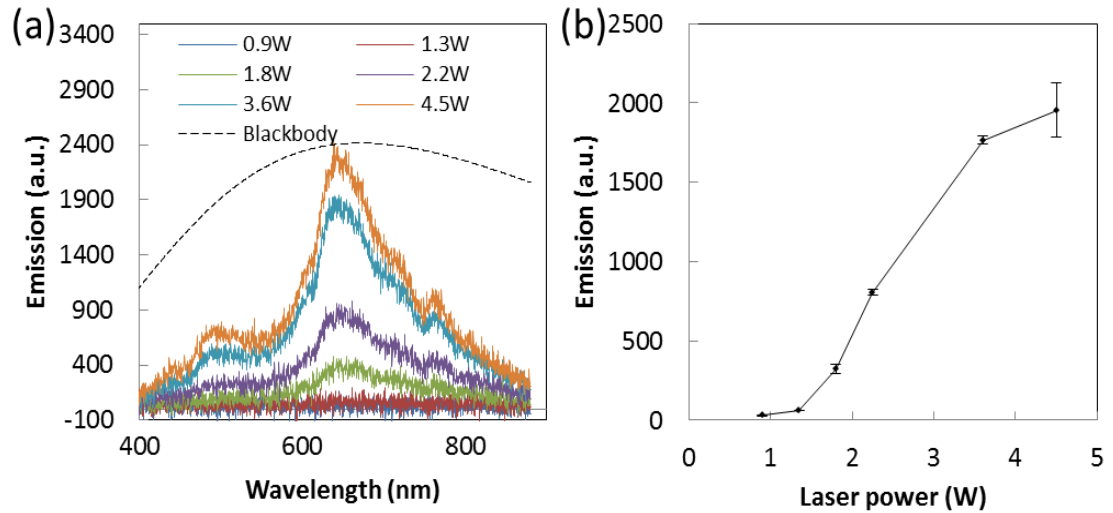 (a)
3400
2900
2400
1900
1400
900
400
-100
Emission (a.u.)
0.9W 1.3W
1.8W 2.2W
3.6W 4.5W
Blackbody
400 600 800
Wavelength (nm)
(b)
2500
2000
1500
1000
500
0
Emission (a.u.)
0 1 2 3 4 5
Laser power (W)